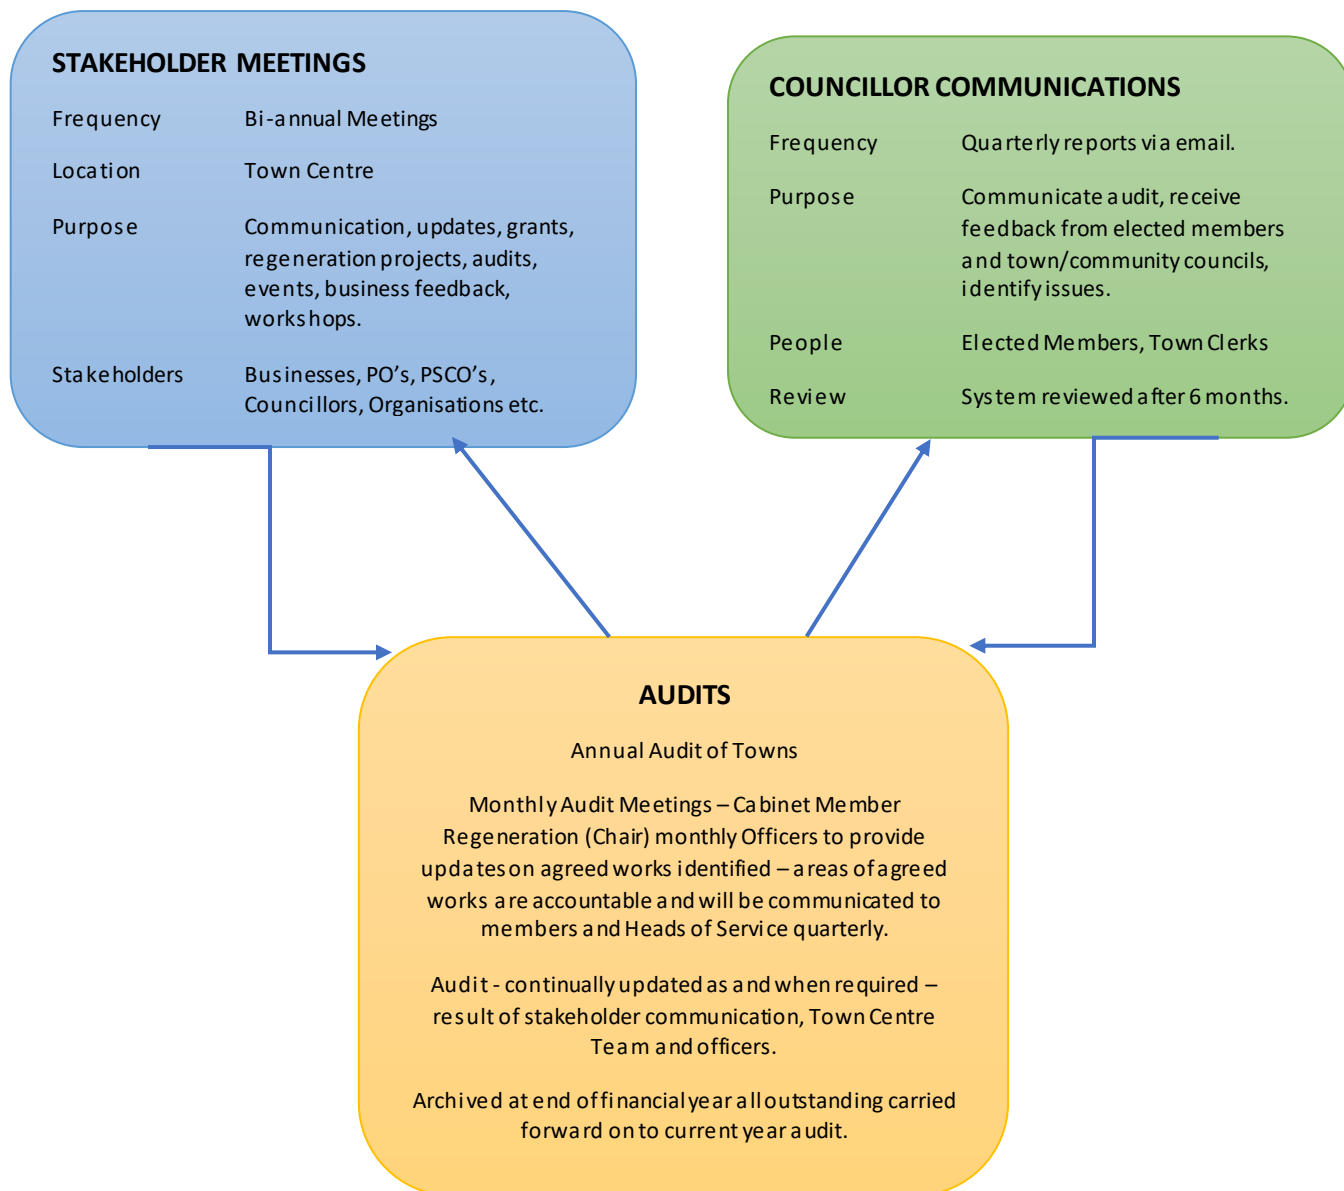 STAKEHOLDER MEETINGS
Frequency Bi-annual Meetings
Location Town Centre
Purpose Communication, updates, grants,
regeneration projects, audits,
events, business feedback,
workshops.
Stakeholders Businesses, PO's, PSCO's,
Councillors, Organisations etc.
COUNCILLOR COMMUNICATIONS
Frequency Quarterly reports via email.
Purpose Communicate audit, receive
feedback from elected members
and town/community councils,
identify issues.
People Elected Members, Town Clerks
Review System reviewed after 6 months.
AUDITS
Annual Audit of Towns
Monthly Audit Meetings – Cabinet Member
Regeneration (Chair) monthly Officers to provide
updates on agreed works identified – areas of agreed
works are accountable and will be communicated to
members and Heads of Service quarterly.
Audit - continually updated as and when required –
result of stakeholder communication, Town Centre
Team and officers.
Archived at end of financial year all outstanding carried
forward on to current year audit.